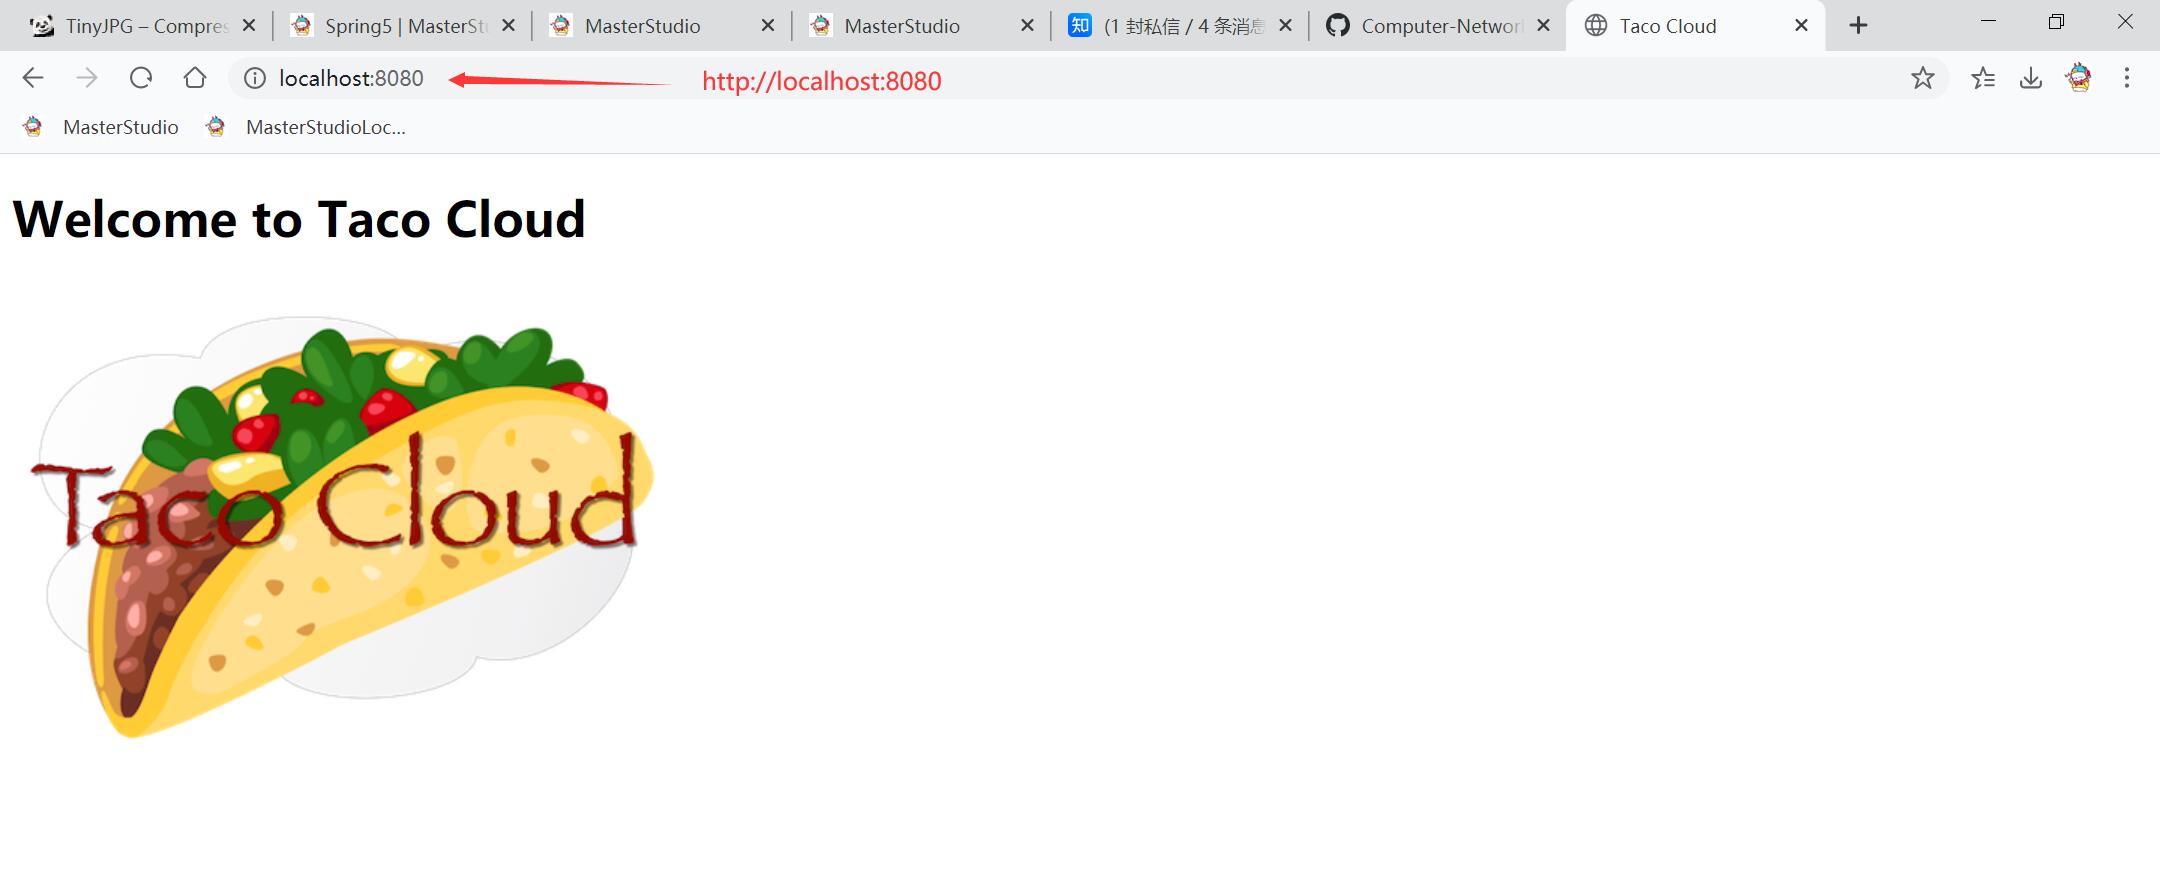 TinyJPG – Compres
Spring5 | MasterSt
MasterStudio
MasterStudio
知 (1 封私信 / 4 条消息
Computer-Networ
Taco Cloud
localhost:8080
http://localhost:8080
MasterStudio
MasterStudioLoc...
Welcome to Taco Cloud
Taco Cloud